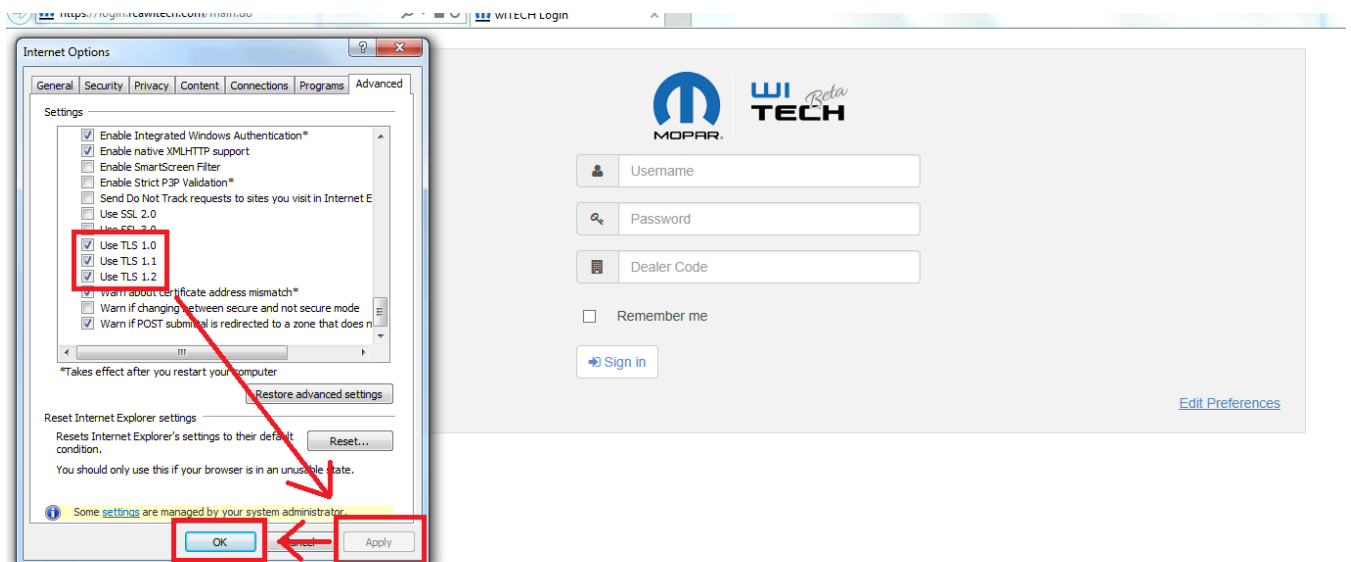 https://login.fcawitech.com/main.do
wiTECH Login
Internet Options
General Security Privacy Content Connections Programs Advanced
Settings
Enable Integrated Windows Authentication*
Enable native XMLHTTP support
Enable SmartScreen Filter
Enable Strict P3P Validation*
Send Do Not Track requests to sites you visit in Internet E
Use SSL 2.0
Use SSL 3.0
Use TLS 1.0
Use TLS 1.1
Use TLS 1.2
Warn about certificate address mismatch*
Warn if changing between secure and not secure mode
Warn if POST submittal is redirected to a zone that does n
*Takes effect after you restart your computer
Restore advanced settings
Reset Internet Explorer settings
Resets Internet Explorer's settings to their default
condition.
Reset...
You should only use this if your browser is in an unusable state.
Some settings are managed by your system administrator.
OK
Cancel
Apply
MOPAR.
WI Beta
TECH
Username
Password
Dealer Code
Remember me
Sign in
Edit Preferences